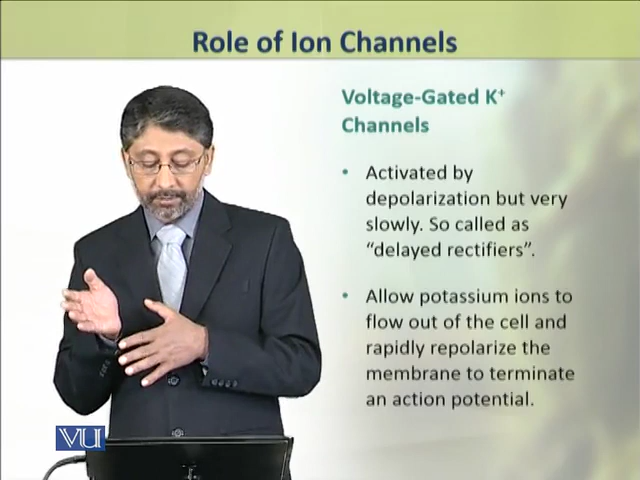 Role of Ion Channels
Voltage-Gated K⁺
Channels
• Activated by
depolarization but very
slowly. So called as
“delayed rectifiers”.
• Allow potassium ions to
flow out of the cell and
rapidly repolarize the
membrane to terminate
an action potential.
VU